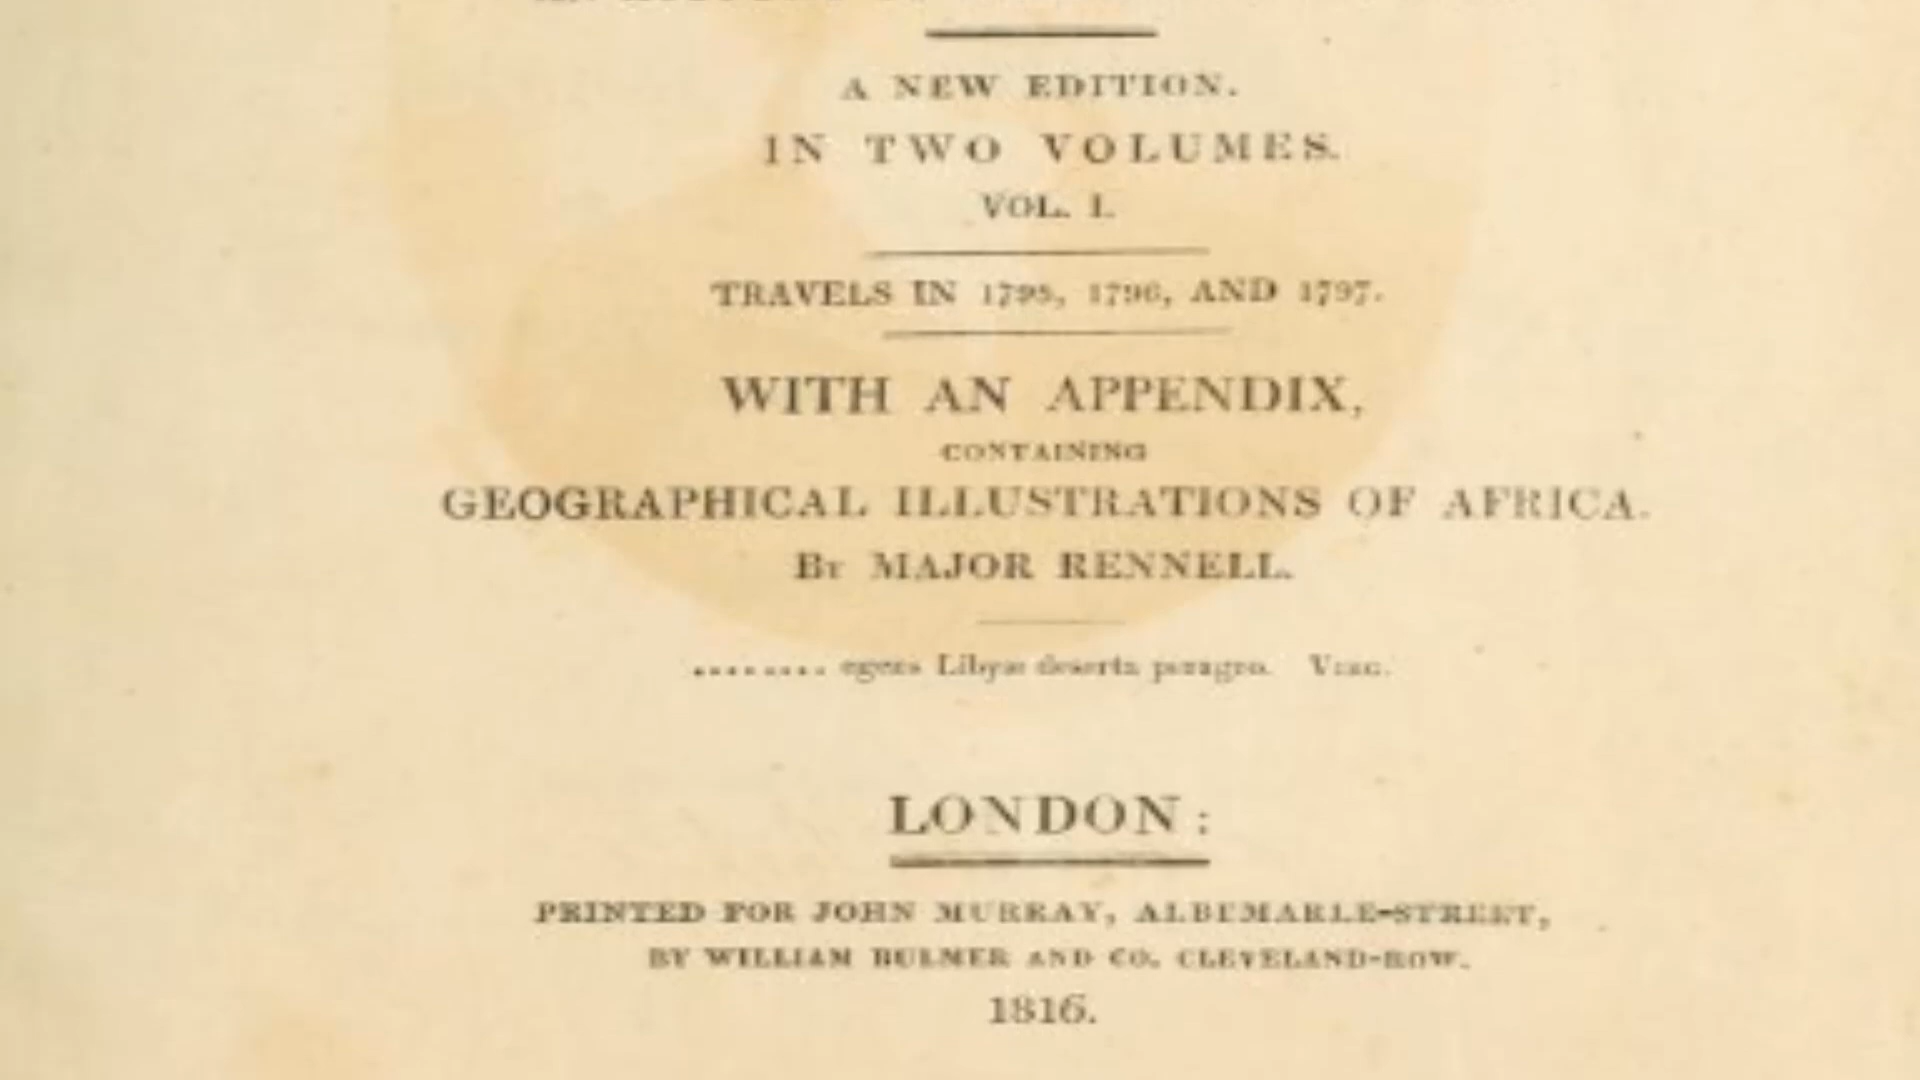 A NEW EDITION.
IN TWO VOLUMES.
VOL. I.
TRAVELS IN 1795, 1796, AND 1797.
WITH AN APPENDIX,
CONTAINING
GEOGRAPHICAL ILLUSTRATIONS OF AFRICA.
By MAJOR RENNELL.
........ egens Libyæ deserta peragro. VIRG.
LONDON:
PRINTED FOR JOHN MURRAY, ALBEMARLE-STREET,
BY WILLIAM BULMER AND CO. CLEVELAND-ROW.
1816.